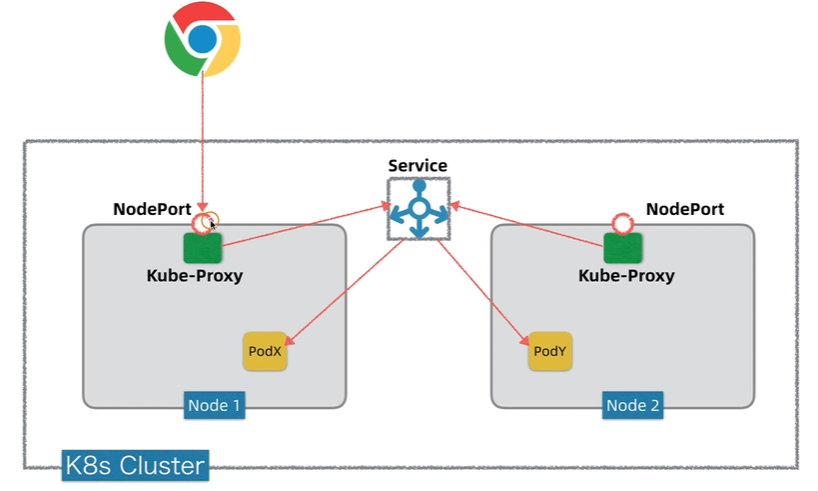 Service
NodePort
NodePort
Kube-Proxy
Kube-Proxy
PodX
PodY
Node 1
Node 2
K8s Cluster